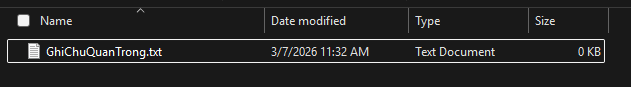 Name Date modified Type Size
GhiChuQuanTrong.txt 3/7/2026 11:32 AM Text Document 0 KB